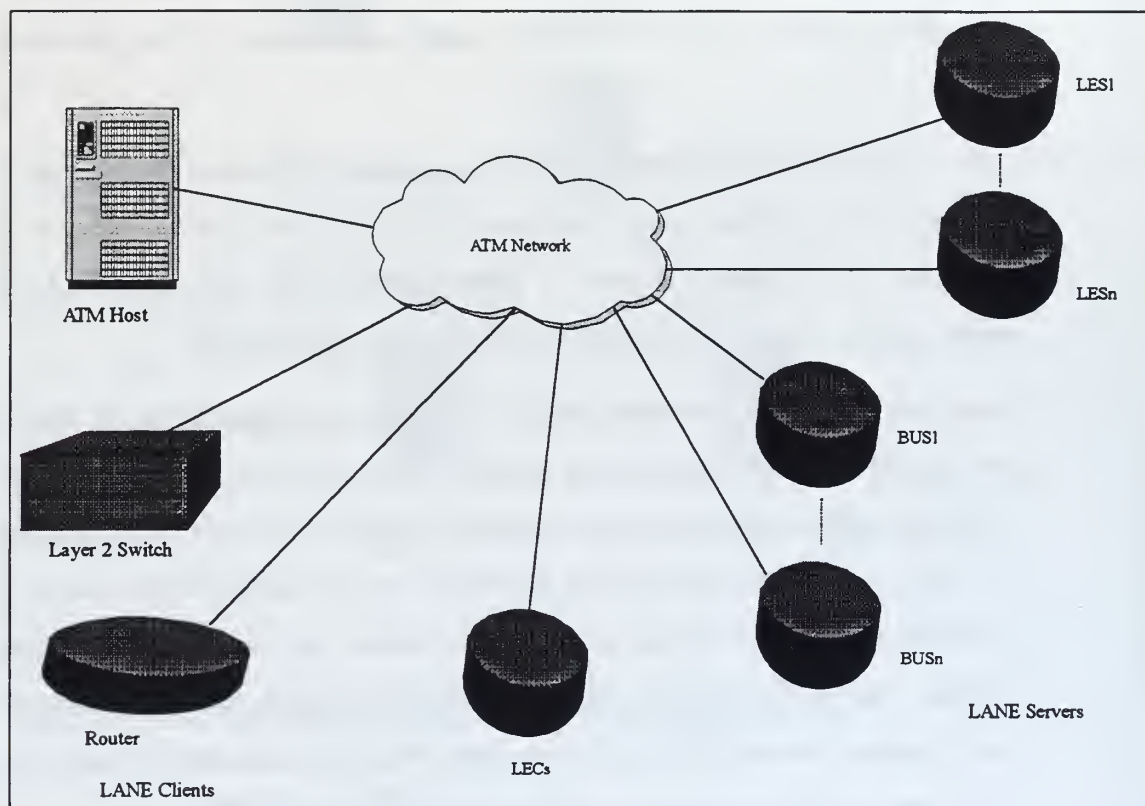 LES1
ATM Network
LESn
ATM Host
BUS1
Layer 2 Switch
BUSn
LANE Servers
Router
LECs
LANE Clients